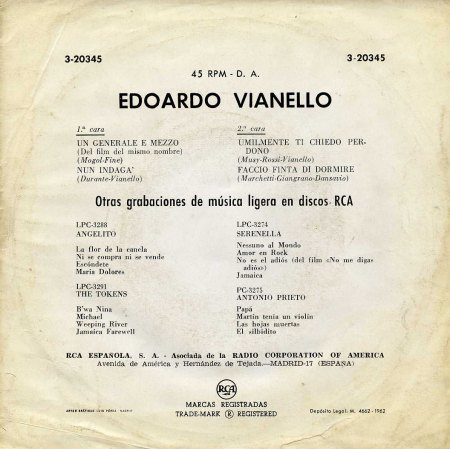 3-20345
3-20345
45 RPM - D. A.
EDOARDO VIANELLO
1.ª cara
UN GENERALE E MEZZO
(Del film del mismo nombre)
(Mogol-Fine)
NUN INDAGA'
(Durante-Vianello)
2.ª cara
UMILMENTE TI CHIEDO PER-
DONO
(Musy-Rossi-Vianello)
FACCIO FINTA DI DORMIRE
(Marchetti-Giangrano-Dansavio)
Otras grabaciones de música ligera en discos RCA
LPC-3288
ANGELITO
La flor de la canela
Ni se compra ni se vende
Escóndete
María Dolores
LPC-3274
SERENELLA
Nessuno al Mondo
Amor en Rock
No es el adiós (del film «No me digas
adiós»)
Jamaica
LPC-3291
THE TOKENS
B'wa Nina
Michael
Weeping River
Jamaica Farewell
PC-3275
ANTONIO PRIETO
Papá
Martín tenía un violín
Las hojas muertas
El silbidito
RCA ESPAÑOLA, S. A. - Asociada de la RADIO CORPORATION OF AMERICA
Avenida de América y Hernández de Tejada.—MADRID-17 (ESPAÑA)
RCA
MARCAS REGISTRADAS
TRADE-MARK ® REGISTERED
Depósito Legal: M. 4662 - 1962